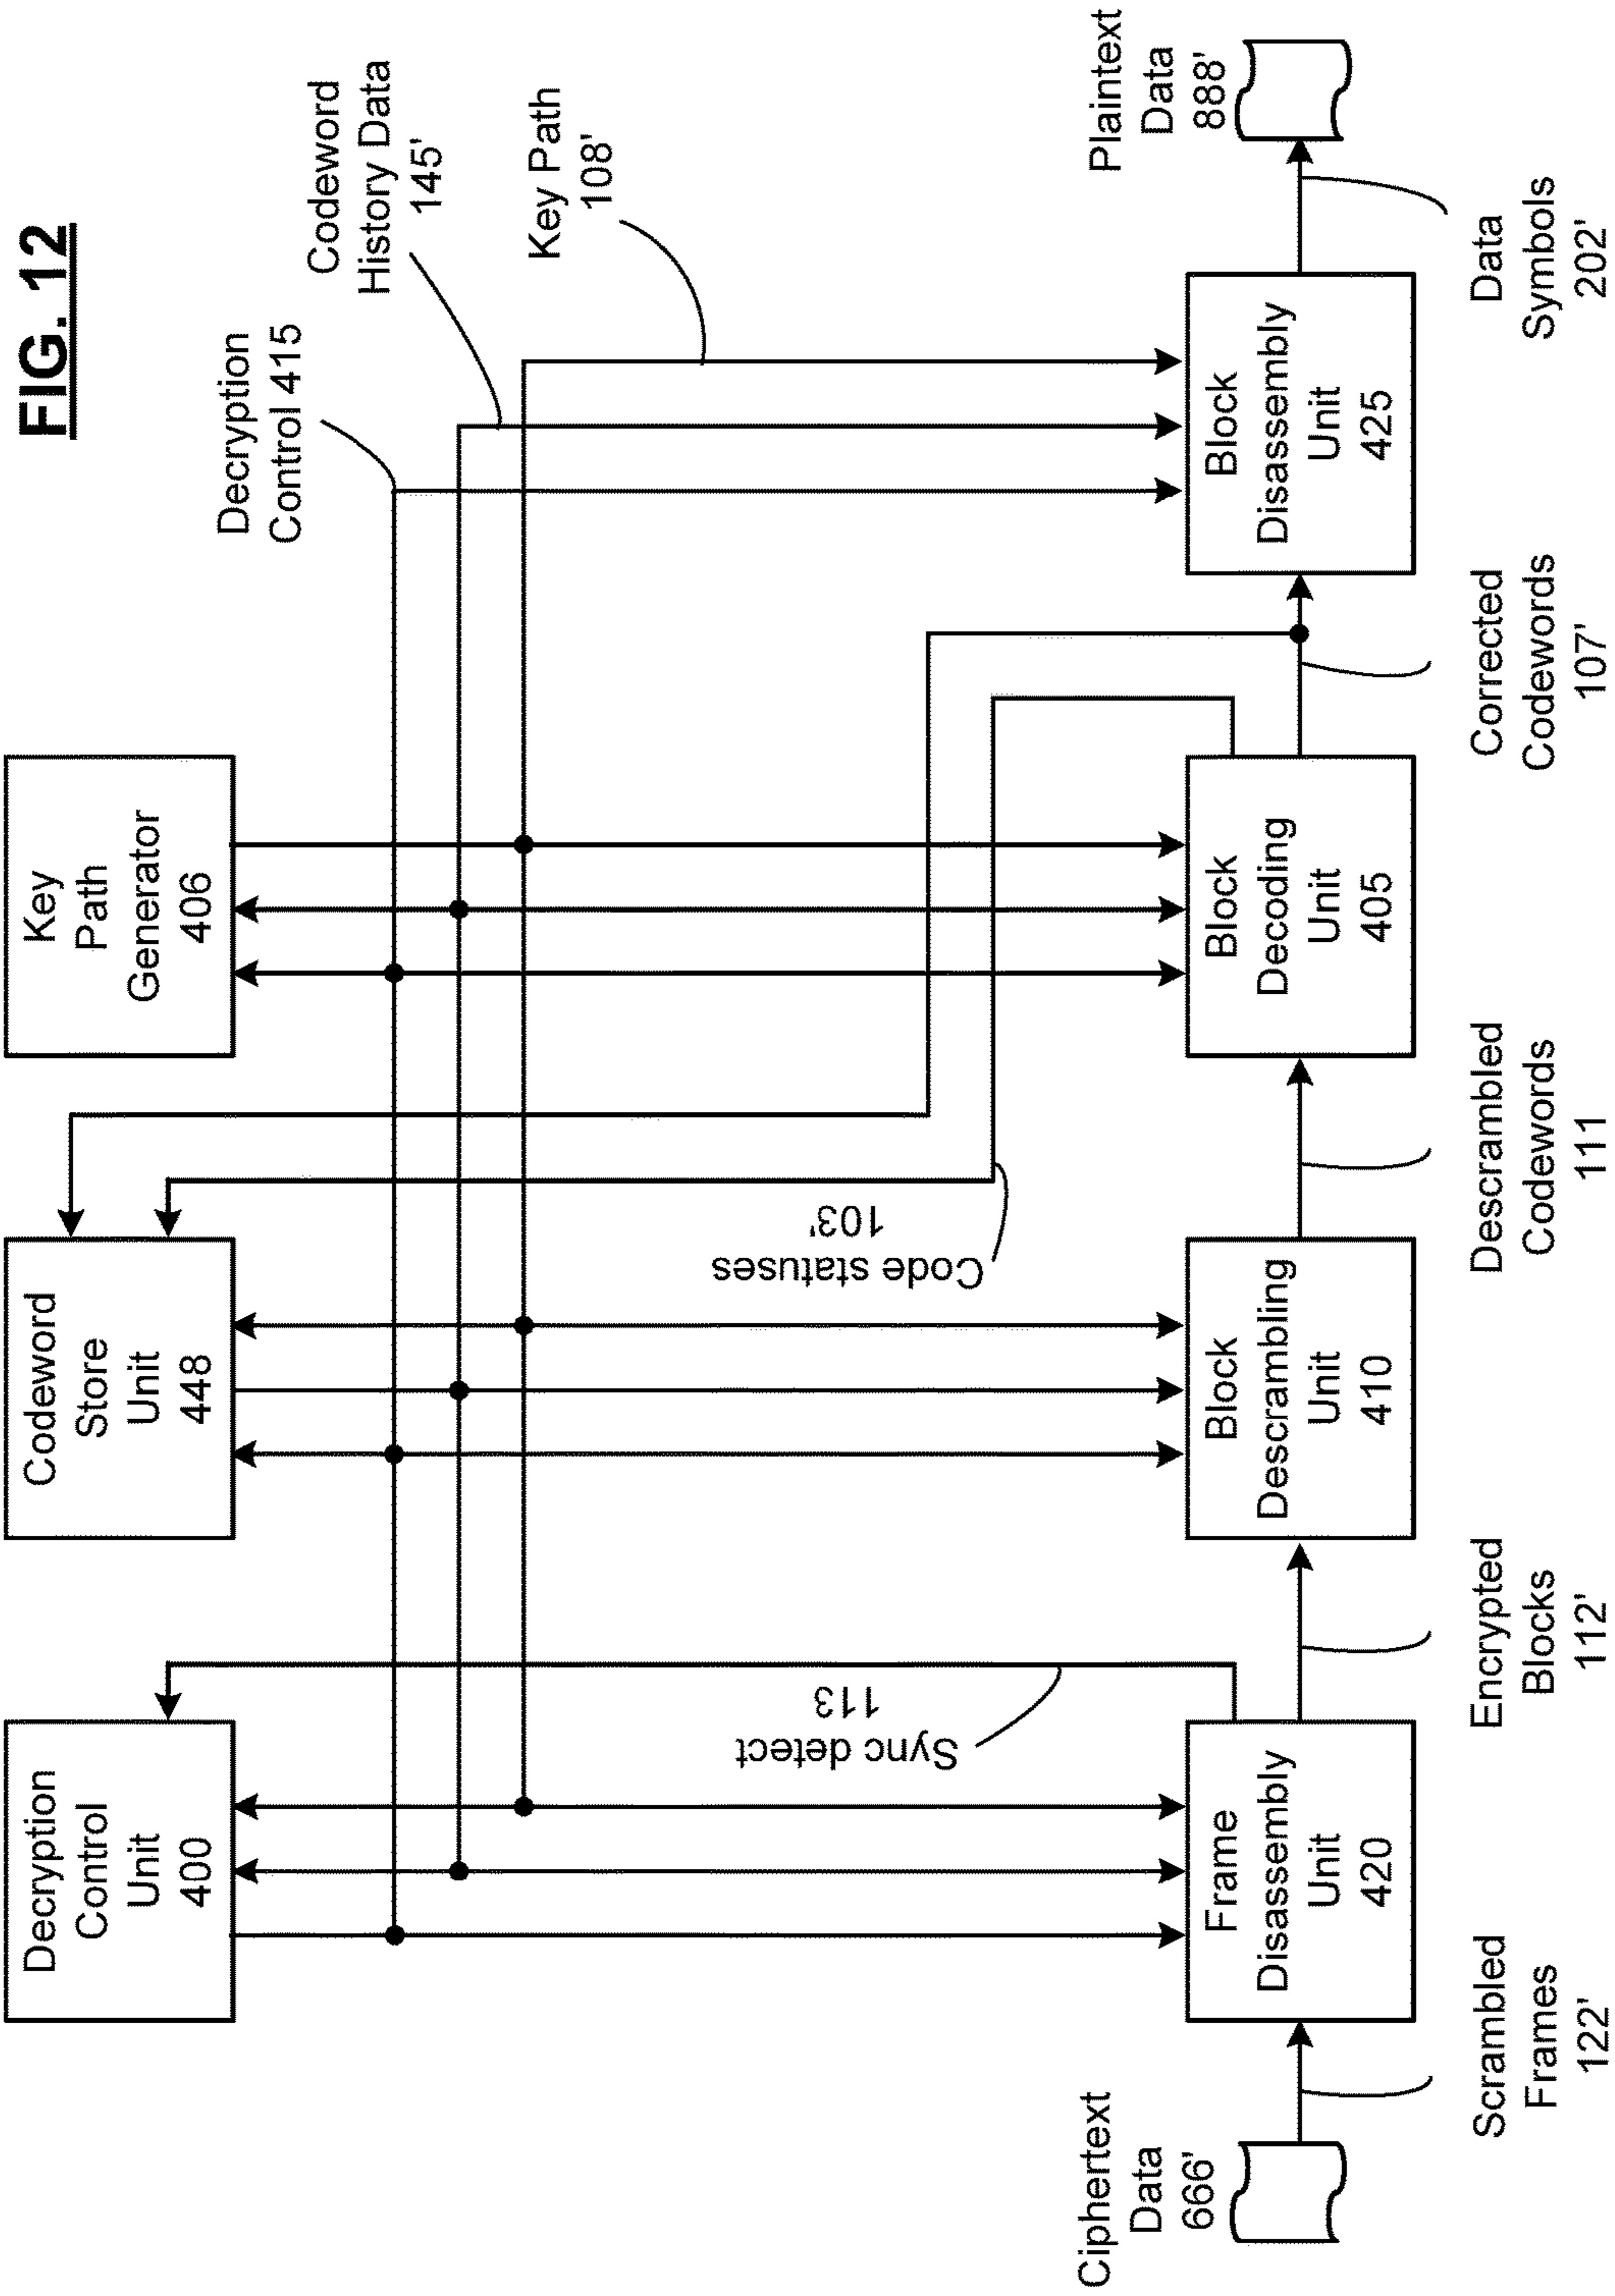 FIG. 12
Decryption
Control
Unit
400
Codeword
Store
Unit
448
Key
Path
Generator
406
Decryption
Control 415
Codeword
History Data
145'
Key Path
108'
Sync detect
113
Code statuses
103'
Ciphertext
Data
666'
Frame
Disassembly
Unit
420
Block
Descrambling
Unit
410
Block
Decoding
Unit
405
Block
Disassembly
Unit
425
Plaintext
Data
888'
Scrambled
Frames
122'
Encrypted
Blocks
112'
Descrambled
Codewords
111
Corrected
Codewords
107'
Data
Symbols
202'